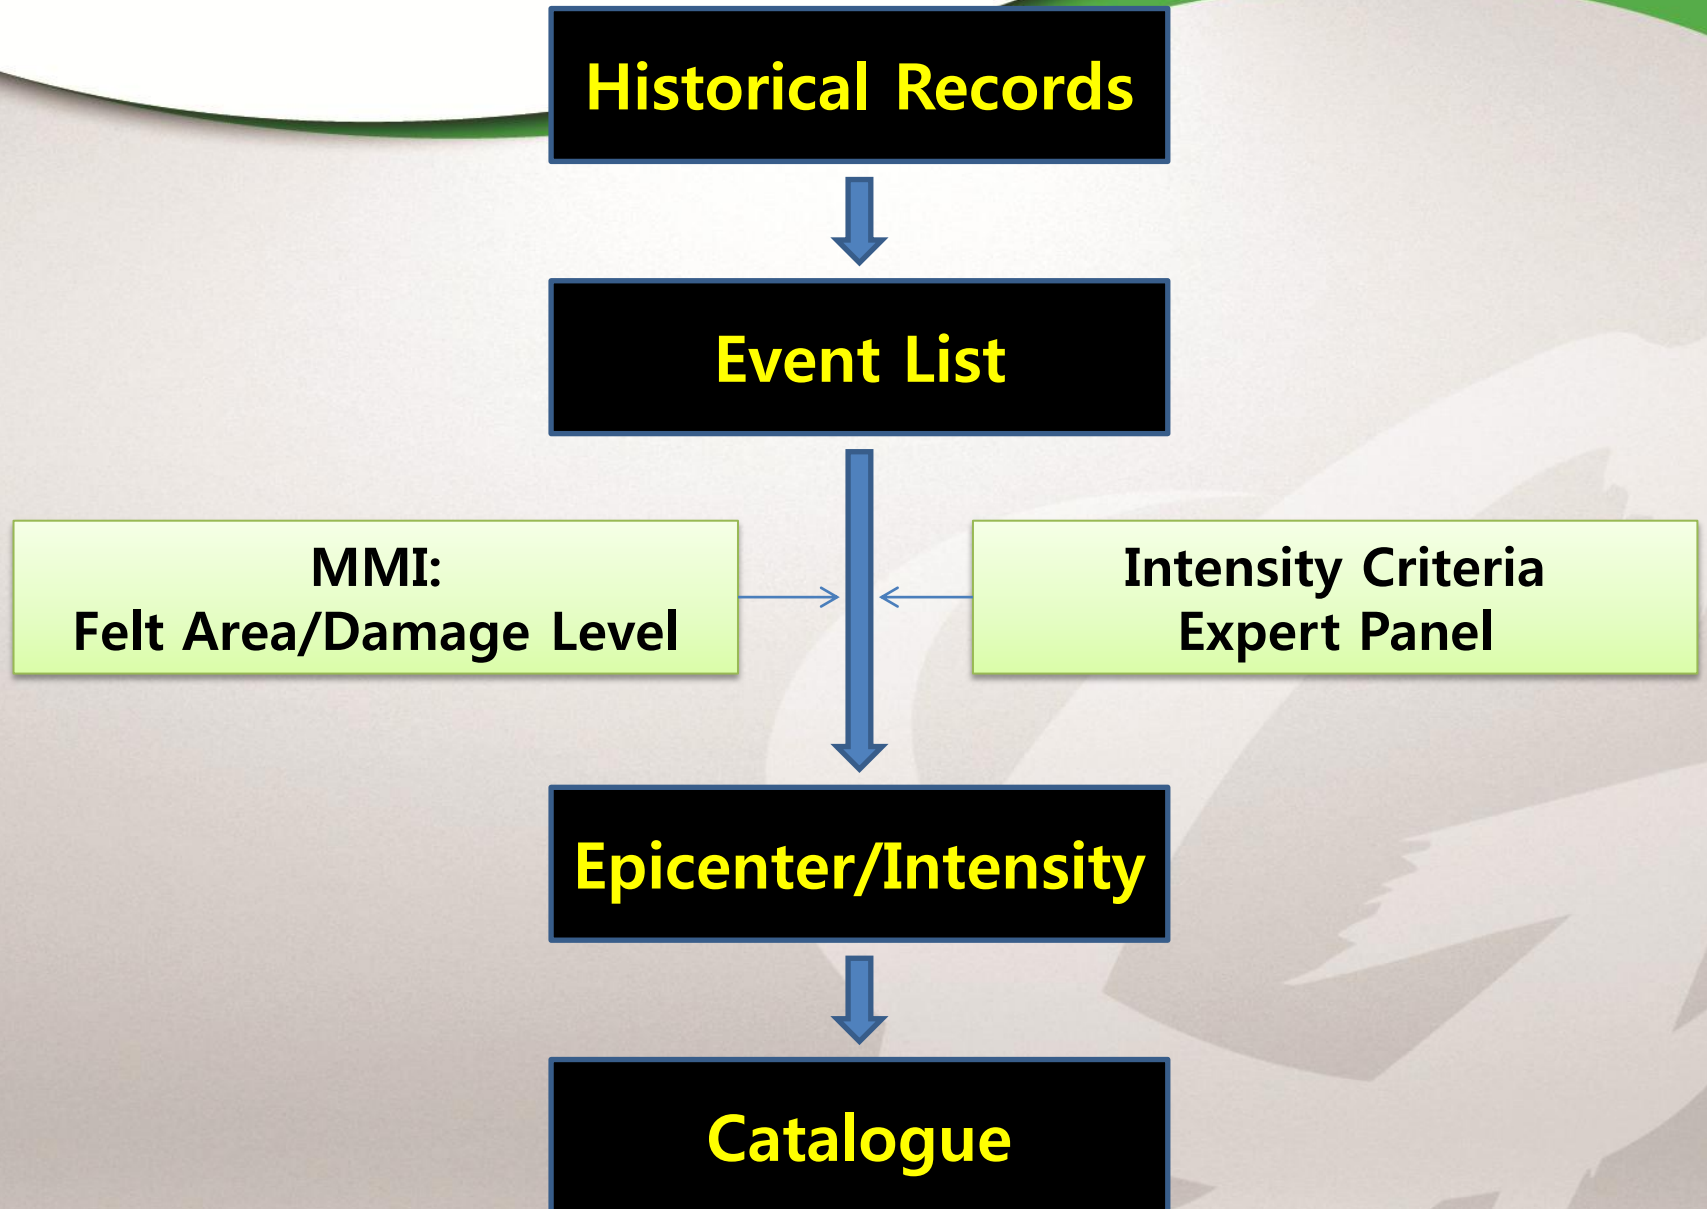 Historical Records
Event List
MMI:
Felt Area/Damage Level
Intensity Criteria
Expert Panel
Epicenter/Intensity
Catalogue